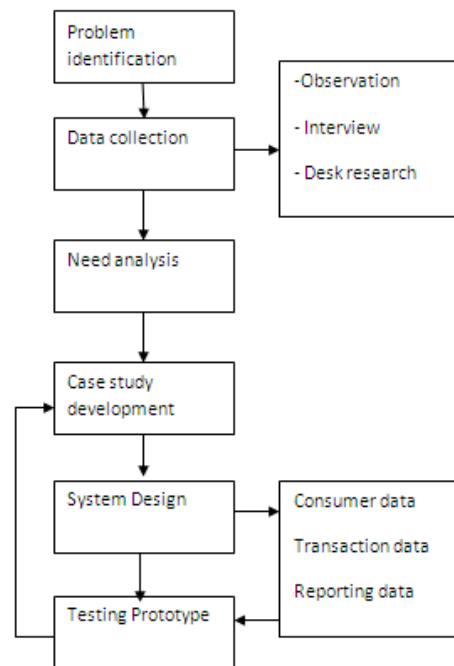 Problem
identification
-Observation
Data collection
- Interview
- Desk research
Need analysis
Case study
development
System Design
Consumer data
Transaction data
Reporting data
Testing Prototype